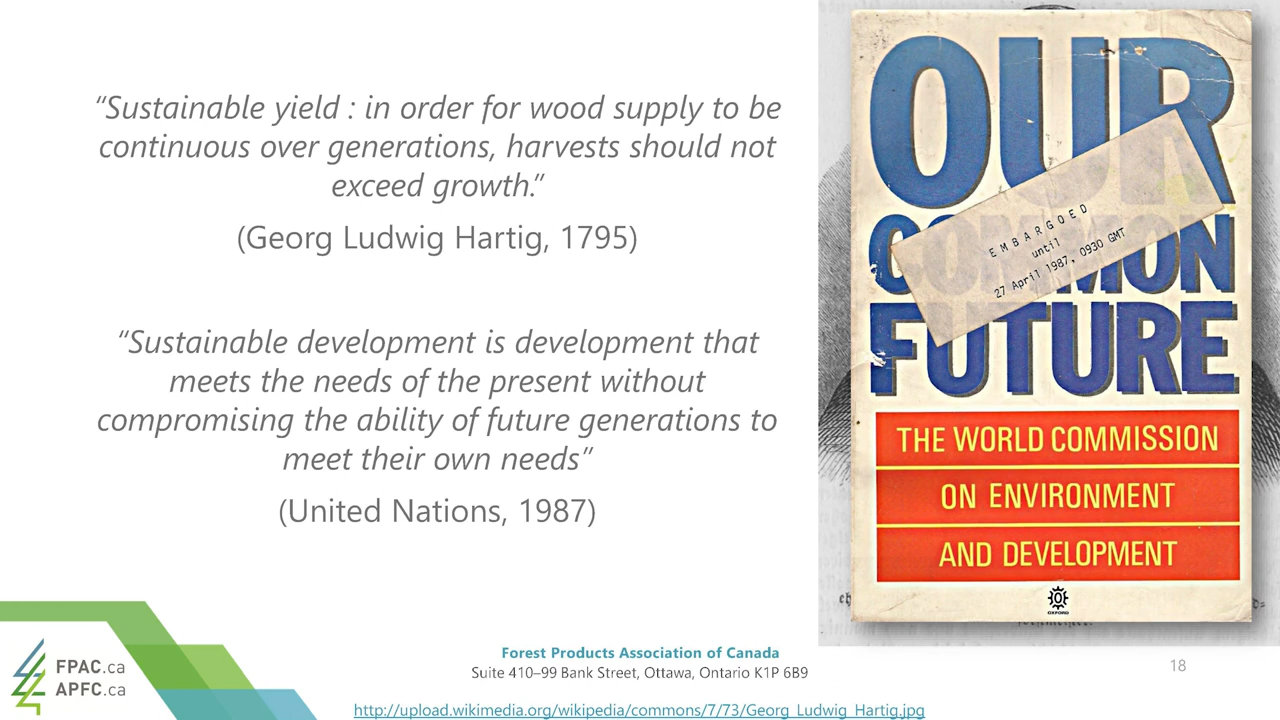 “Sustainable yield : in order for wood supply to be
continuous over generations, harvests should not
exceed growth.”
(Georg Ludwig Hartig, 1795)
“Sustainable development is development that
meets the needs of the present without
compromising the ability of future generations to
meet their own needs”
(United Nations, 1987)
OUR
COMMON
FUTURE
EMBARGOED
until
27 April 1987, 0930 GMT
THE WORLD COMMISSION
ON ENVIRONMENT
AND DEVELOPMENT
OXFORD
FPAC.ca
APFC.ca
Forest Products Association of Canada
Suite 410–99 Bank Street, Ottawa, Ontario K1P 6B9
18
http://upload.wikimedia.org/wikipedia/commons/7/73/Georg_Ludwig_Hartig.jpg